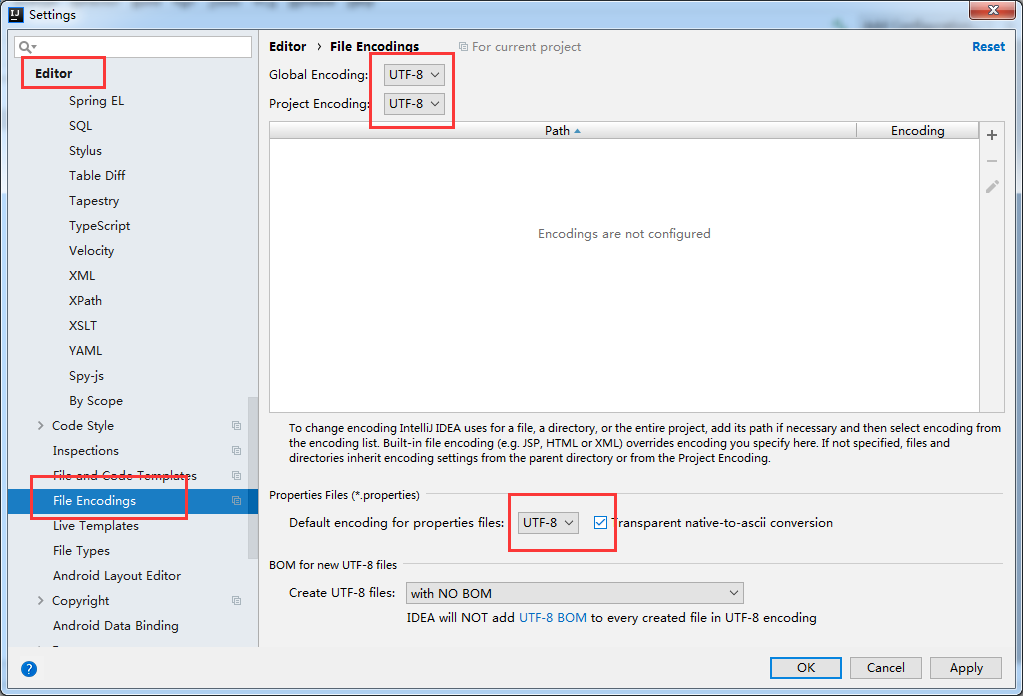 Settings
Editor
Spring EL
SQL
Stylus
Table Diff
Tapestry
TypeScript
Velocity
XML
XPath
XSLT
YAML
Spy-js
By Scope
Code Style
Inspections
File and Code Templates
File Encodings
Live Templates
File Types
Android Layout Editor
Copyright
Android Data Binding
Editor › File Encodings For current project Reset
Global Encoding: UTF-8
Project Encoding: UTF-8
Path Encoding
Encodings are not configured
To change encoding IntelliJ IDEA uses for a file, a directory, or the entire project, add its path if necessary and then select encoding from
the encoding list. Built-in file encoding (e.g. JSP, HTML or XML) overrides encoding you specify here. If not specified, files and
directories inherit encoding settings from the parent directory or from the Project Encoding.
Properties Files (*.properties)
Default encoding for properties files: UTF-8 Transparent native-to-ascii conversion
BOM for new UTF-8 files
Create UTF-8 files: with NO BOM
IDEA will NOT add UTF-8 BOM to every created file in UTF-8 encoding
? OK Cancel Apply